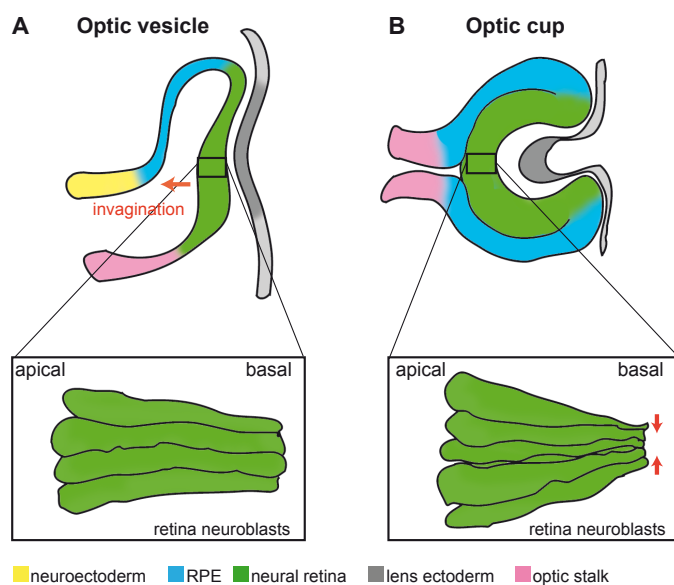 A Optic vesicle
B Optic cup
invagination
apical basal
retina neuroblasts
apical basal
retina neuroblasts
neuroectoderm RPE neural retina lens ectoderm optic stalk